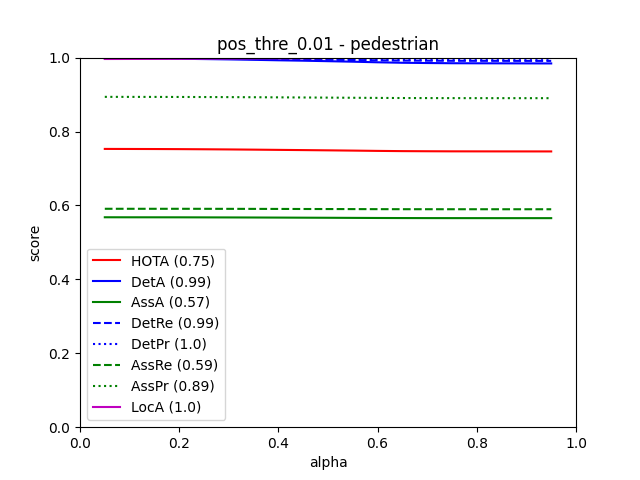 pos_thre_0.01 - pedestrian
1.0
0.8
0.6
0.4
0.2
0.0
score
HOTA (0.75)
DetA (0.99)
AssA (0.57)
DetRe (0.99)
DetPr (1.0)
AssRe (0.59)
AssPr (0.89)
LocA (1.0)
0.0 0.2 0.4 0.6 0.8 1.0
alpha